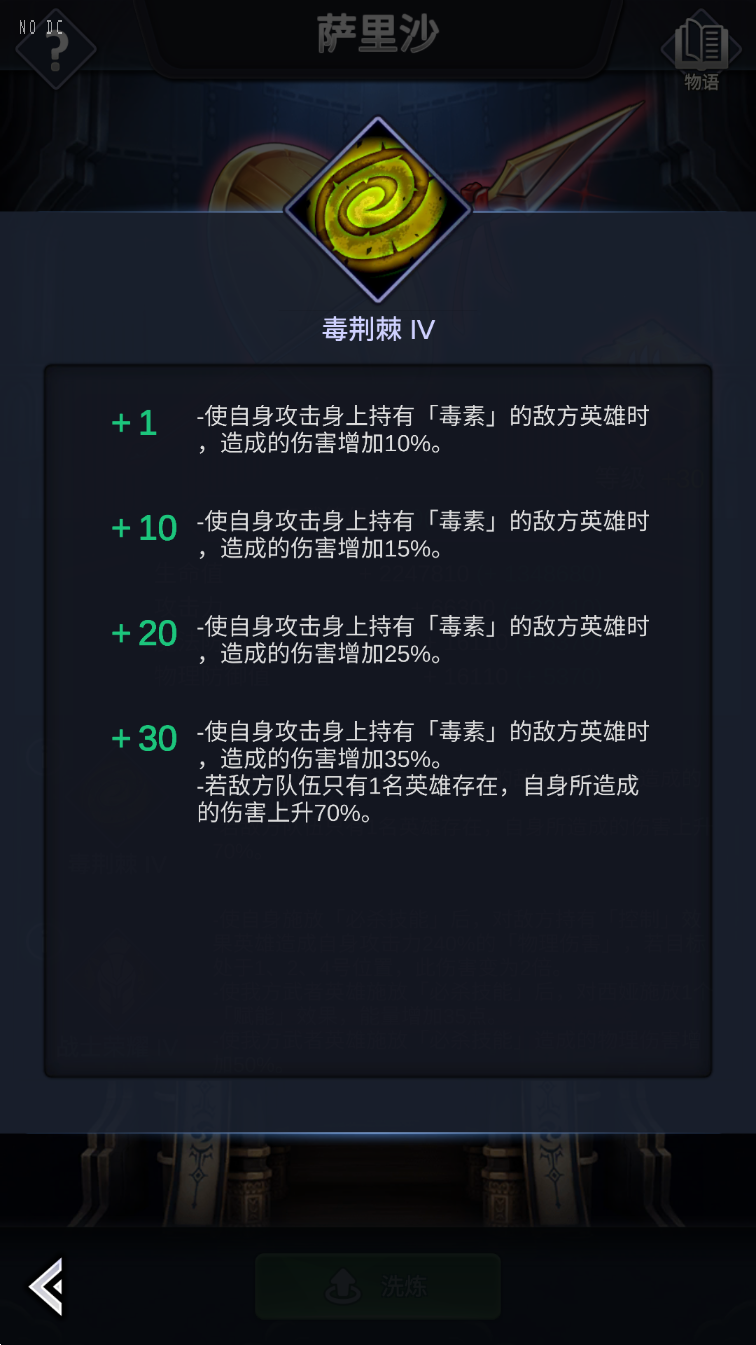 NO DC
萨里沙
物语
毒荆棘 IV
+1
-使自身攻击身上持有「毒素」的敌方英雄时
，造成的伤害增加10%。
+10
-使自身攻击身上持有「毒素」的敌方英雄时
，造成的伤害增加15%。
+20
-使自身攻击身上持有「毒素」的敌方英雄时
，造成的伤害增加25%。
+30
-使自身攻击身上持有「毒素」的敌方英雄时
，造成的伤害增加35%。
-若敌方队伍只有1名英雄存在，自身所造成
的伤害上升70%。
洗炼